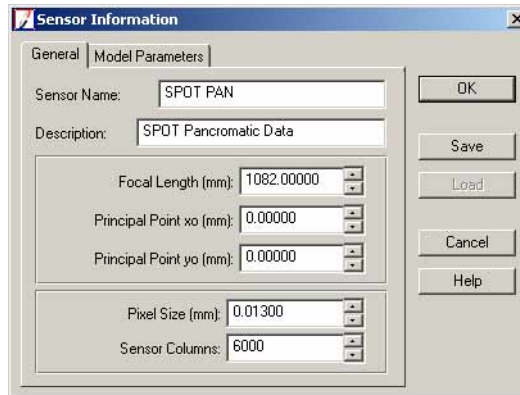 Sensor Information
General Model Parameters
Sensor Name: SPOT PAN
Description: SPOT Pancromatic Data
Focal Length (mm): 1082.00000
Principal Point xo (mm): 0.00000
Principal Point yo (mm): 0.00000
Pixel Size (mm): 0.01300
Sensor Columns: 6000
OK
Save
Load
Cancel
Help